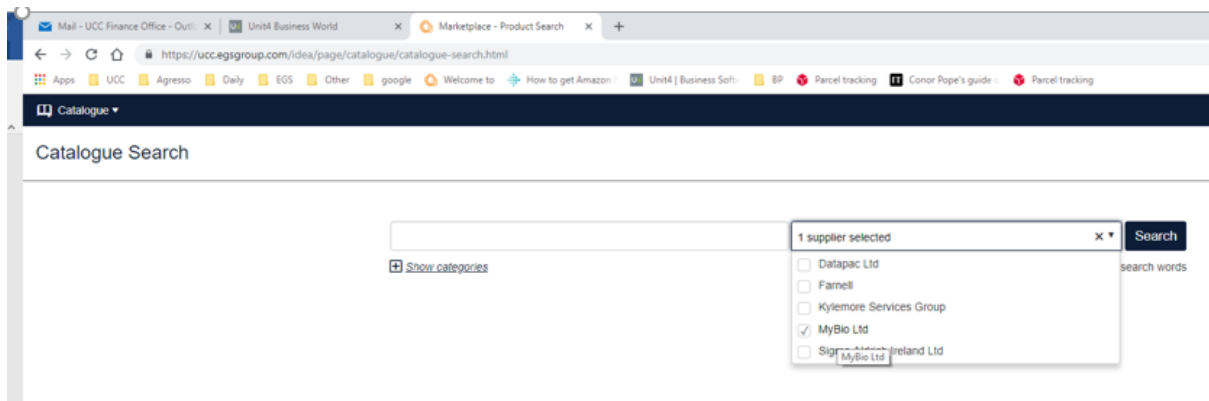 Mail - UCC Finance Office - Outl
Unit4 Business World
Marketplace - Product Search
https://ucc.egsgroup.com/idea/page/catalogue/catalogue-search.html
Apps UCC Agresso Daily EGS Other google Welcome to How to get Amazon Unit4 | Business Soft BP Parcel tracking Conor Pope's guide Parcel tracking
Catalogue
Catalogue Search
1 supplier selected
Search
Show categories
search words
Datapac Ltd
Farnell
Kylemore Services Group
MyBio Ltd
Ireland Ltd
MyBio Ltd